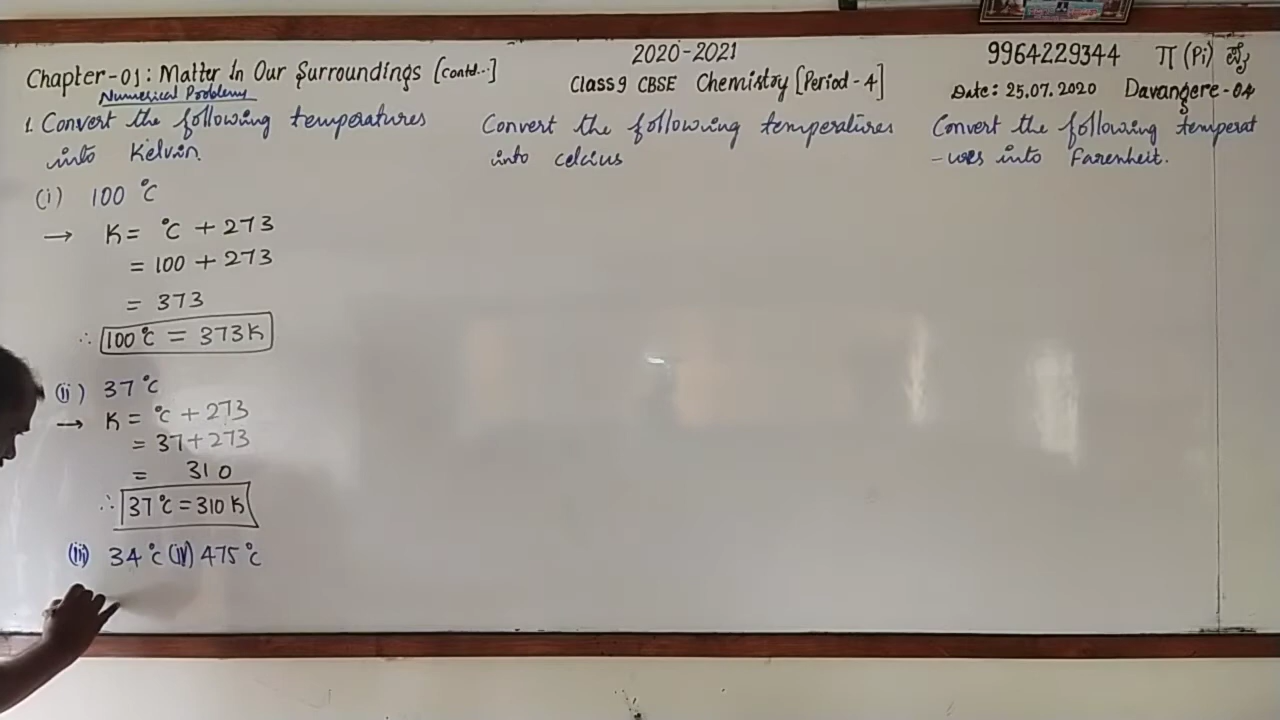 2020-2021
9964229344 π (Pi)
Chapter-01: Matter In Our Surroundings [Contd...]
Class 9 CBSE Chemistry [Period-4]
Date: 25.07.2020 Davangere-04
Numerical Problems
1. Convert the following temperatures
into Kelvin.
(i) 100 °C
→ K = °C + 273
= 100 + 273
= 373
∴ 100°C = 373K
(ii) 37 °C
→ K = °C + 273
= 37+273
= 310
∴ 37°C = 310 K
(iii) 34°C (iv) 475°C
Convert the following temperatures
into celcius
Convert the following temperat
-ures into Farenheit.